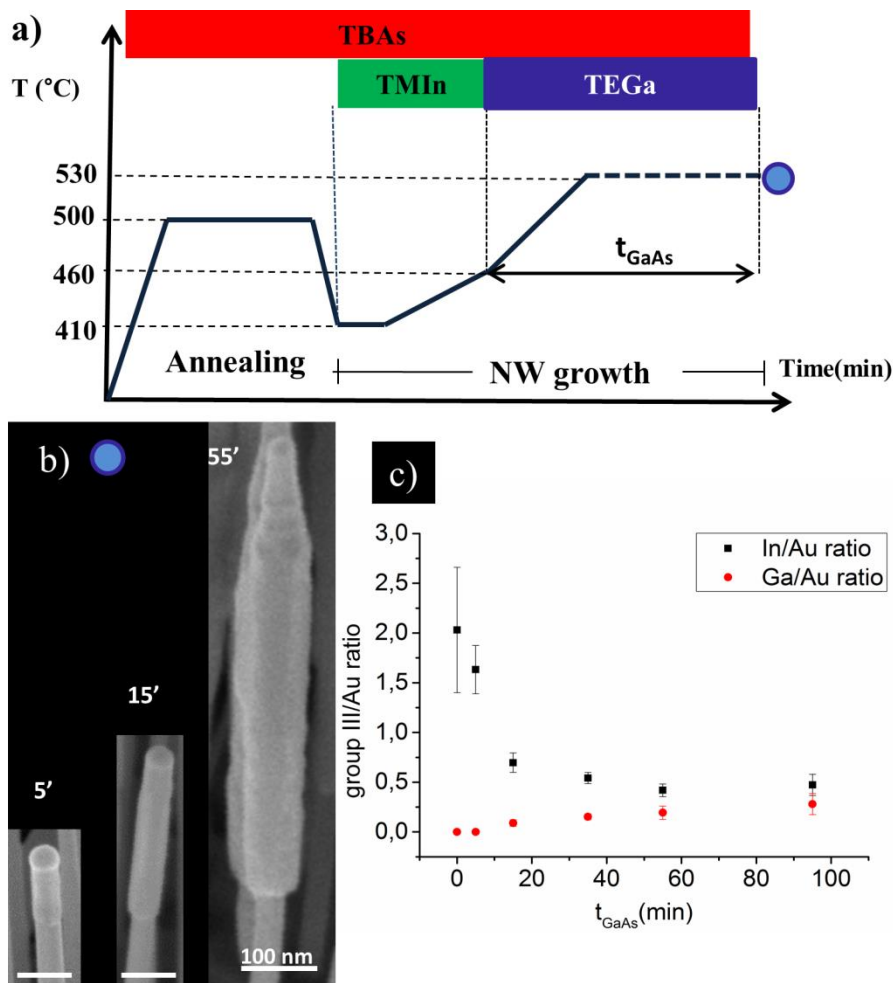 a)
TBAs
T (°C)
TMIn
TEGa
530
500
460
410
t_GaAs
Annealing
NW growth
Time(min)
b)
55'
15'
5'
100 nm
c)
3,0
2,5
2,0
1,5
1,0
0,5
0,0
In/Au ratio
Ga/Au ratio
group III/Au ratio
0 20 40 60 80 100
t_GaAs(min)